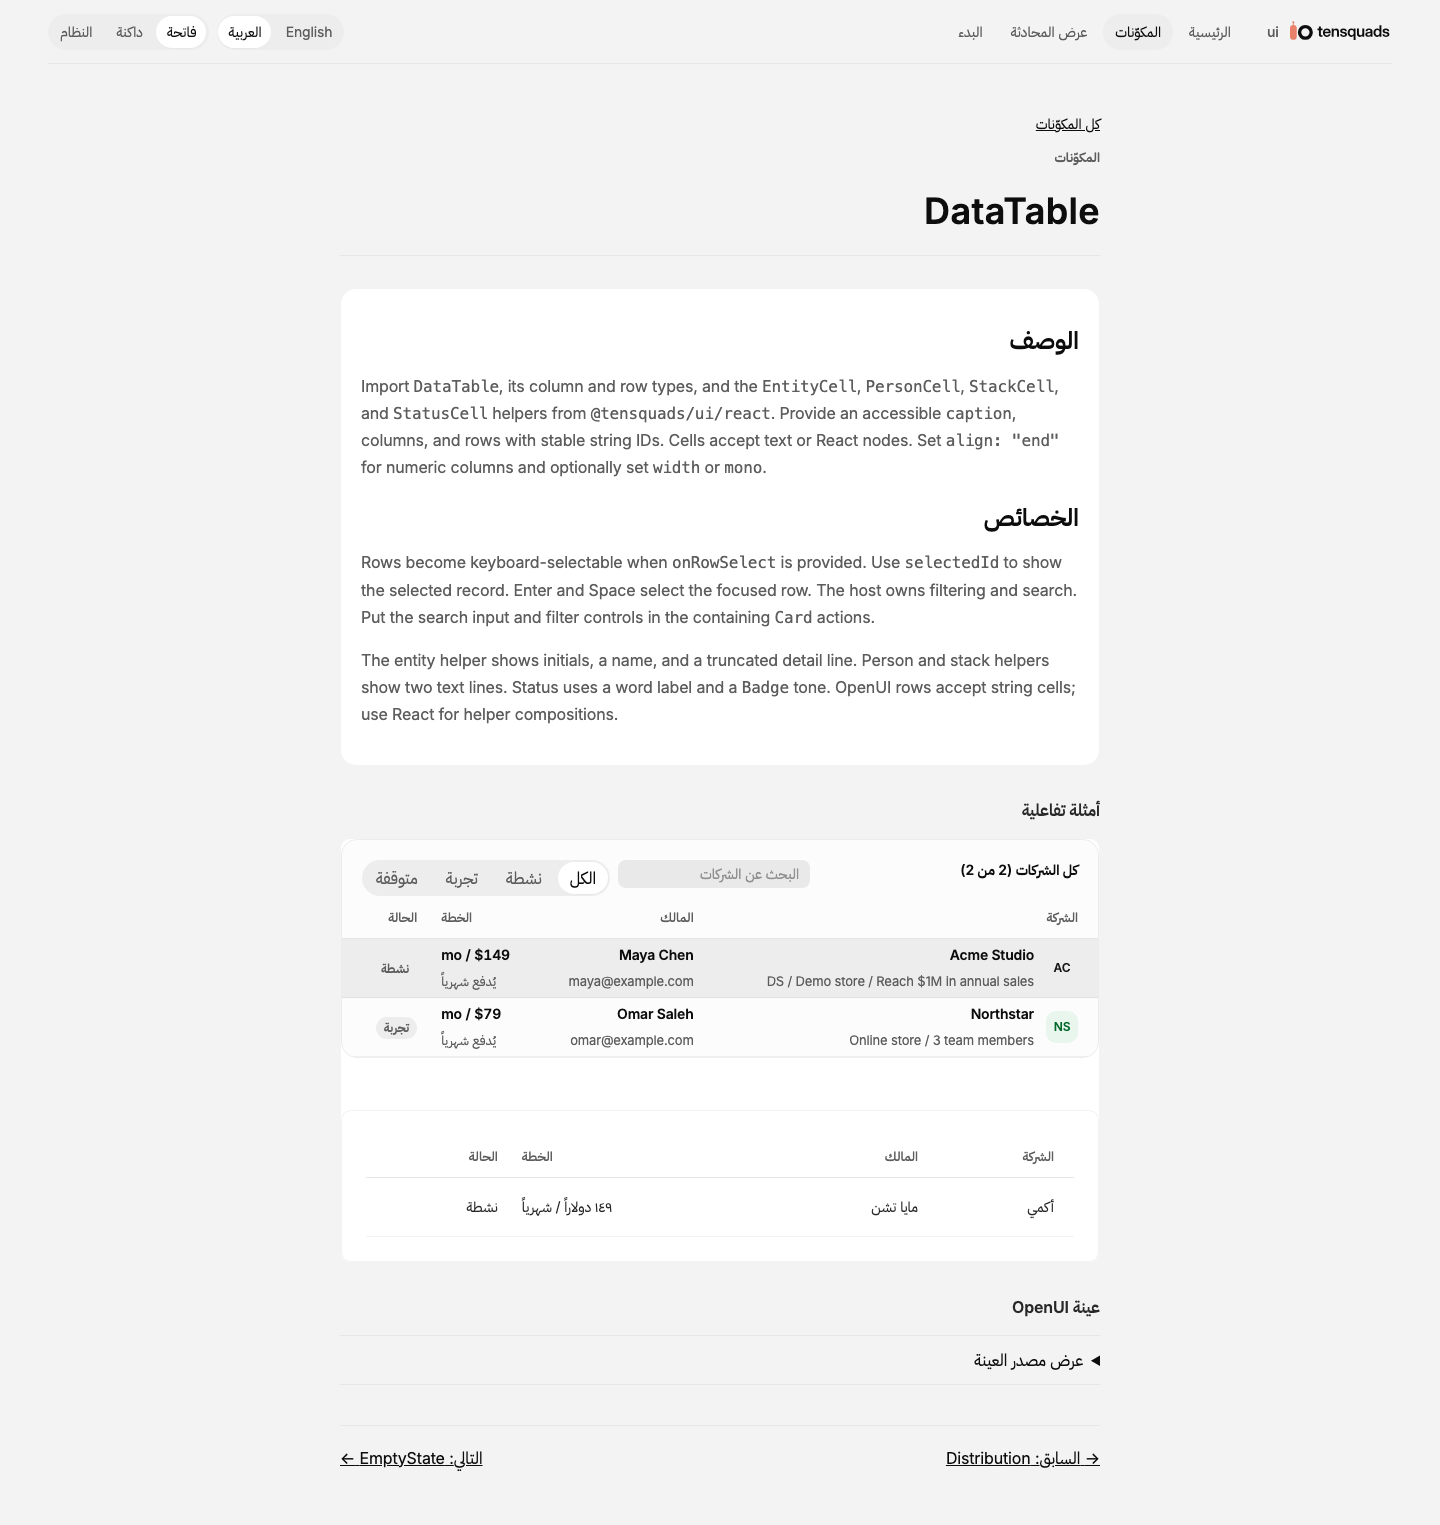 tensquads ui
الرئيسية
المكوّنات
عرض المحادثة
البدء
English
العربية
فاتحة
داكنة
النظام
كل المكوّنات
المكوّنات
DataTable
الوصف
Import DataTable, its column and row types, and the EntityCell, PersonCell, StackCell,
and StatusCell helpers from @tensquads/ui/react. Provide an accessible caption,
columns, and rows with stable string IDs. Cells accept text or React nodes. Set align: "end"
for numeric columns and optionally set width or mono.
الخصائص
Rows become keyboard-selectable when onRowSelect is provided. Use selectedId to show
the selected record. Enter and Space select the focused row. The host owns filtering and search.
Put the search input and filter controls in the containing Card actions.
The entity helper shows initials, a name, and a truncated detail line. Person and stack helpers
show two text lines. Status uses a word label and a Badge tone. OpenUI rows accept string cells;
use React for helper compositions.
أمثلة تفاعلية
كل الشركات (2 من 2)
البحث عن الشركات
الكل
نشطة
تجربة
متوقفة
الشركة
المالك
الخطة
الحالة
AC
Acme Studio
DS / Demo store / Reach $1M in annual sales
Maya Chen
maya@example.com
mo / $149
يُدفع شهرياً
نشطة
NS
Northstar
Online store / 3 team members
Omar Saleh
omar@example.com
mo / $79
يُدفع شهرياً
تجربة
الشركة
المالك
الخطة
الحالة
أكمي
مايا تشن
١٤٩ دولاراً / شهرياً
نشطة
عينة OpenUI
◀ عرض مصدر العينة
→ السابق: Distribution
التالي: EmptyState ←